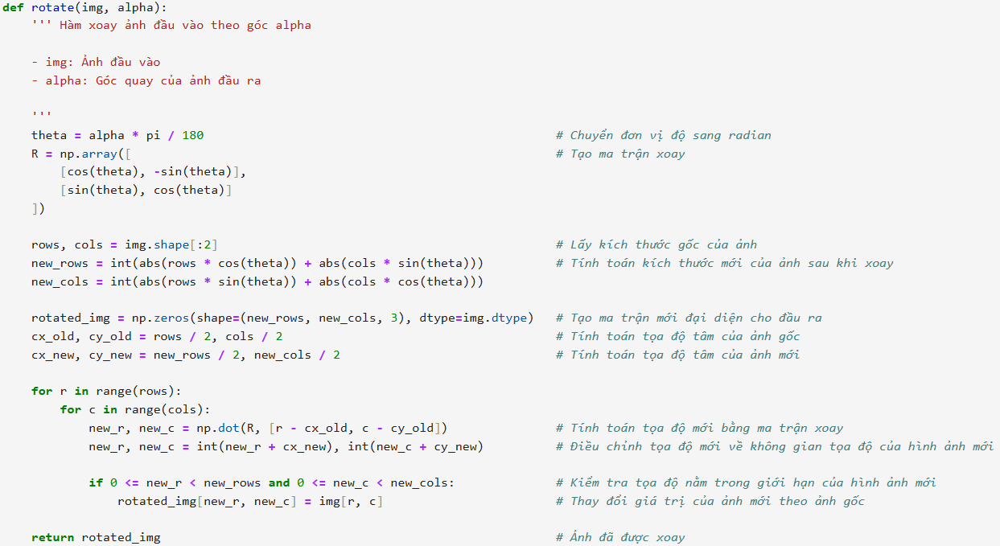 def rotate(img, alpha):
    ''' Hàm xoay ảnh đầu vào theo góc alpha
    - img: Ảnh đầu vào
    - alpha: Góc quay của ảnh đầu ra
    '''
    theta = alpha * pi / 180 # Chuyển đơn vị độ sang radian
    R = np.array([ # Tạo ma trận xoay
        [cos(theta), -sin(theta)],
        [sin(theta), cos(theta)]
    ])
    rows, cols = img.shape[:2] # Lấy kích thước gốc của ảnh
    new_rows = int(abs(rows * cos(theta)) + abs(cols * sin(theta))) # Tính toán kích thước mới của ảnh sau khi xoay
    new_cols = int(abs(rows * sin(theta)) + abs(cols * cos(theta)))
    rotated_img = np.zeros(shape=(new_rows, new_cols, 3), dtype=img.dtype) # Tạo ma trận mới đại diện cho đầu ra
    cx_old, cy_old = rows / 2, cols / 2 # Tính toán tọa độ tâm của ảnh gốc
    cx_new, cy_new = new_rows / 2, new_cols / 2 # Tính toán tọa độ tâm của ảnh mới
    for r in range(rows):
        for c in range(cols):
            new_r, new_c = np.dot(R, [r - cx_old, c - cy_old]) # Tính toán tọa độ mới bằng ma trận xoay
            new_r, new_c = int(new_r + cx_new), int(new_c + cy_new) # Điều chỉnh tọa độ mới về không gian tọa độ của hình ảnh mới
            if 0 <= new_r < new_rows and 0 <= new_c < new_cols: # Kiểm tra tọa độ nằm trong giới hạn của hình ảnh mới
                rotated_img[new_r, new_c] = img[r, c] # Thay đổi giá trị của ảnh mới theo ảnh gốc
    return rotated_img # Ảnh đã được xoay